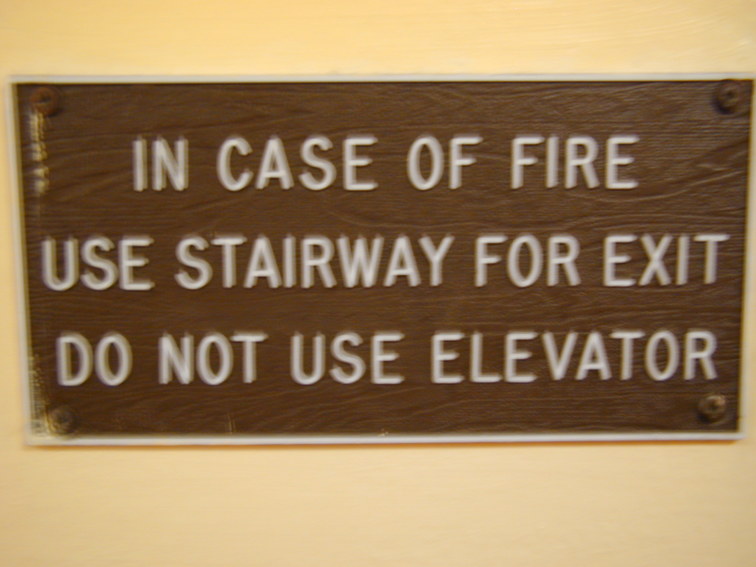 IN CASE OF FIRE
USE STAIRWAY FOR EXIT
DO NOT USE ELEVATOR